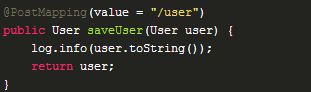 @PostMapping(value = "/user")
public User saveUser(User user) {
    log.info(user.toString());
    return user;
}